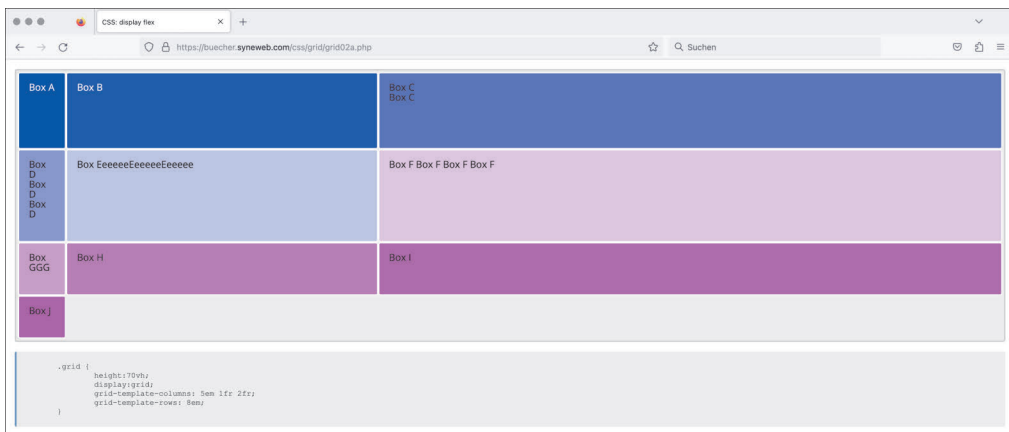 CSS: display flex
https://buecher.syneweb.com/css/grid/grid02a.php
Suchen
Box A
Box B
Box C
Box C
Box
D
Box
D
Box
D
Box EeeeeeEeeeeeEeeeee
Box F Box F Box F Box F
Box
GGG
Box H
Box I
Box J
.grid {
height:70vh;
display:grid;
grid-template-columns: 5em 1fr 2fr;
grid-template-rows: 8em;
}